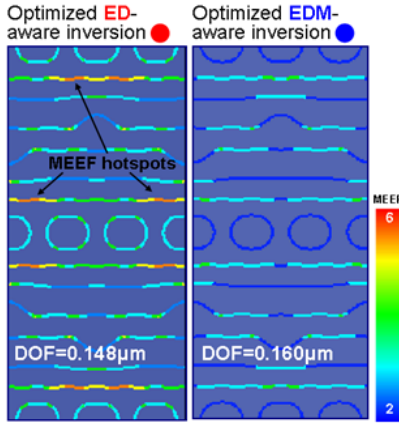 Optimized ED-
aware inversion
Optimized EDM-
aware inversion
MEEF hotspots
MEEF
6
2
DOF=0.148μm
DOF=0.160μm